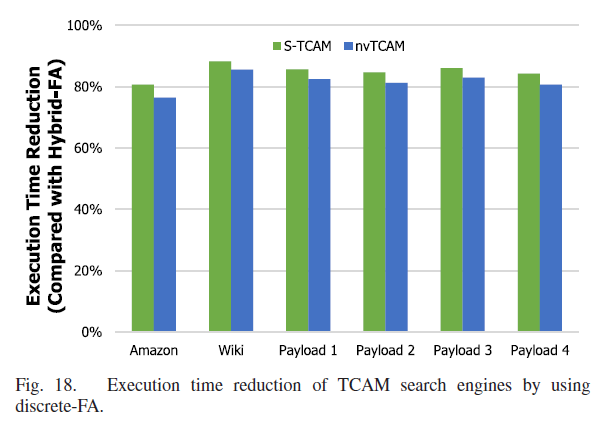 100%
S-TCAM nvTCAM
80%
60%
40%
20%
0%
Execution Time Reduction
(Compared with Hybrid-FA)
Amazon Wiki Payload 1 Payload 2 Payload 3 Payload 4
Fig. 18. Execution time reduction of TCAM search engines by using
discrete-FA.